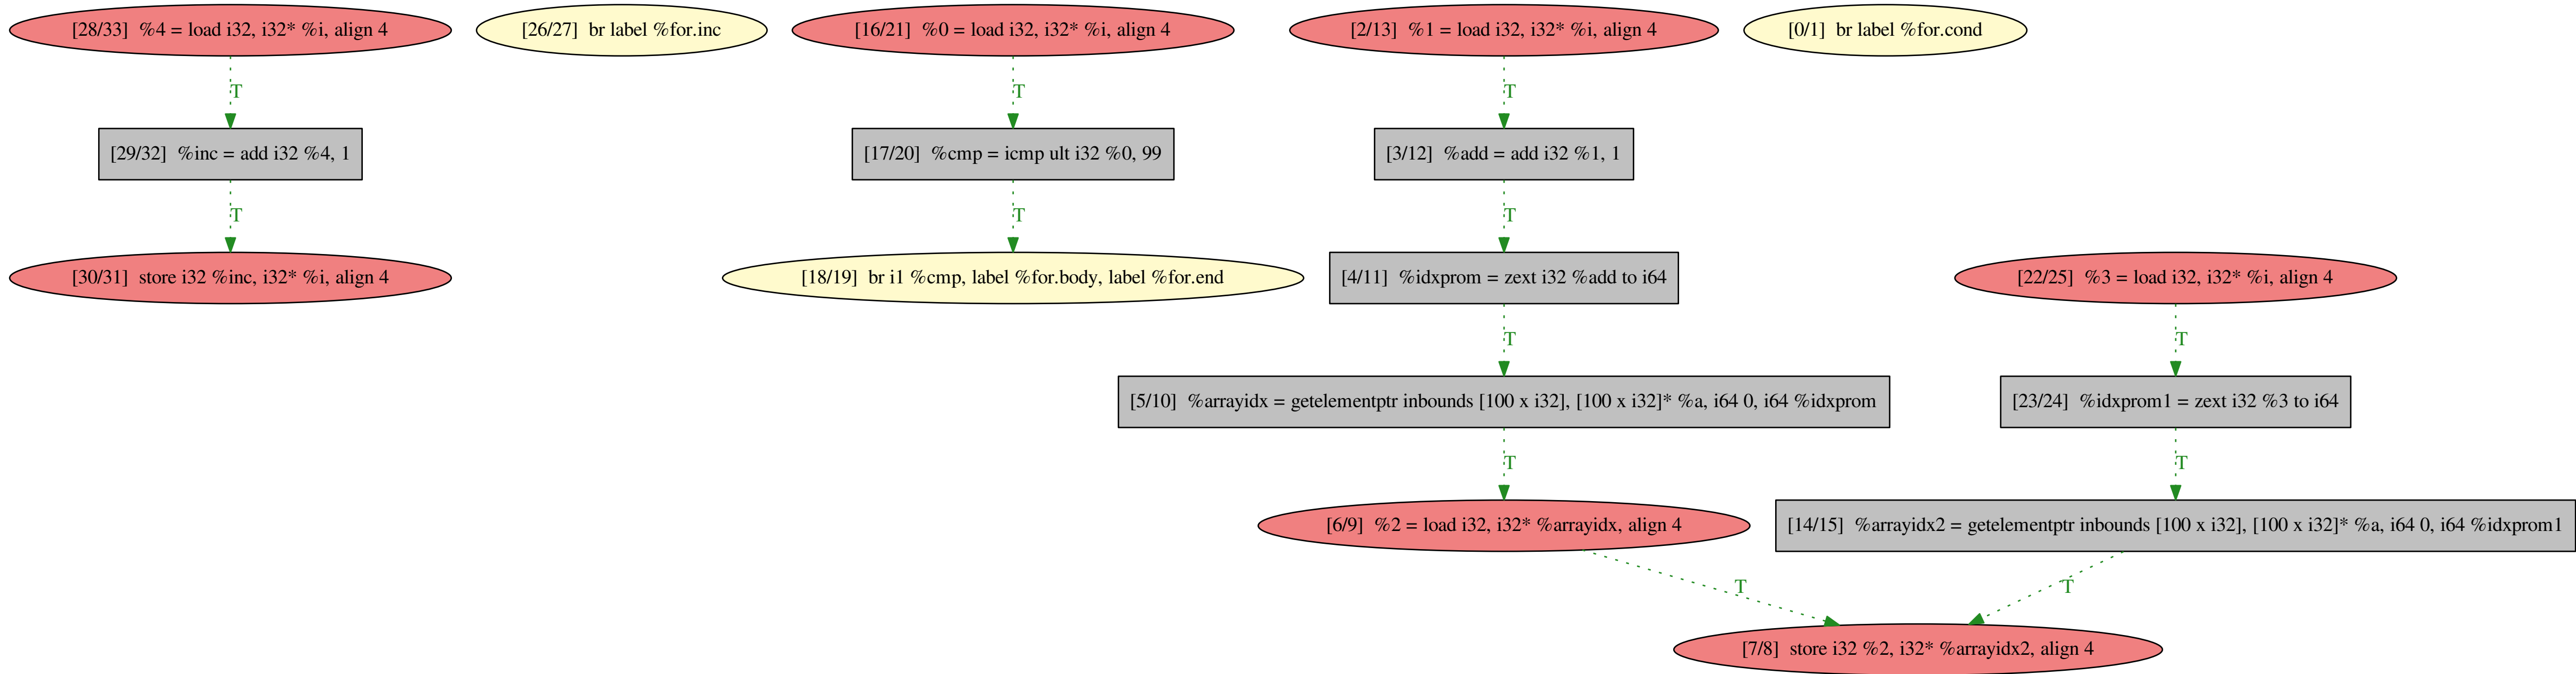 [28/33] %4 = load i32, i32* %i, align 4
[26/27] br label %for.inc
[16/21] %0 = load i32, i32* %i, align 4
[2/13] %1 = load i32, i32* %i, align 4
[0/1] br label %for.cond
T
T
T
[29/32] %inc = add i32 %4, 1
[17/20] %cmp = icmp ult i32 %0, 99
[3/12] %add = add i32 %1, 1
T
T
T
[30/31] store i32 %inc, i32* %i, align 4
[18/19] br i1 %cmp, label %for.body, label %for.end
[4/11] %idxprom = zext i32 %add to i64
[22/25] %3 = load i32, i32* %i, align 4
T
T
[5/10] %arrayidx = getelementptr inbounds [100 x i32], [100 x i32]* %a, i64 0, i64 %idxprom
[23/24] %idxprom1 = zext i32 %3 to i64
T
T
[6/9] %2 = load i32, i32* %arrayidx, align 4
[14/15] %arrayidx2 = getelementptr inbounds [100 x i32], [100 x i32]* %a, i64 0, i64 %idxprom1
T
T
[7/8] store i32 %2, i32* %arrayidx2, align 4